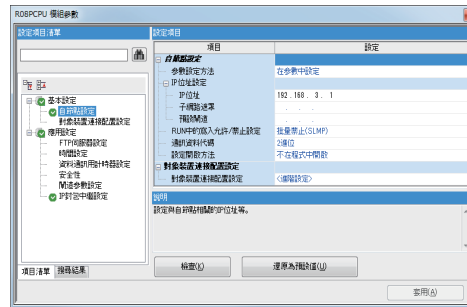 R08PCPU 模組參數
設定項目清單
設定項目
項目
設定
基本設定
自節點設定
對象裝置連接配置設定
應用設定
FTP伺服器設定
時間設定
資料通訊用計時器設定
安全性
閘道參數設定
IP封包中繼設定
項目清單
搜尋結果
自節點設定
參數設定方法
在參數中設定
IP位址設定
IP位址
192 . 168 . 3 . 1
子網路遮罩
. . .
預設閘道
. . .
RUN中的寫入允許/禁止設定
批量禁止(SLMP)
通訊資料代碼
2進位
設定開啟方法
不在程式中開啟
對象裝置連接配置設定
對象裝置連接配置設定
<進階設定>
說明
設定與自節點相關的IP位址等。
檢查(K)
還原為預設值(U)
套用(A)